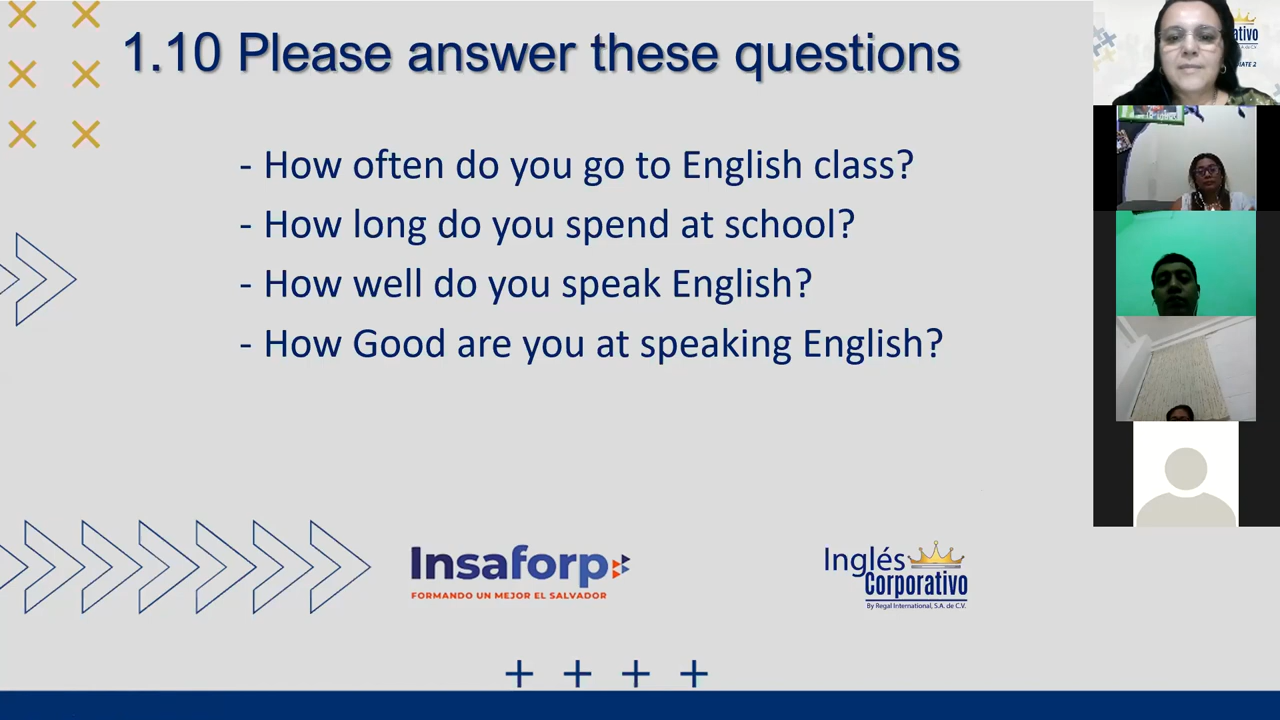 1.10 Please answer these questions
- How often do you go to English class?
- How long do you spend at school?
- How well do you speak English?
- How Good are you at speaking English?
Insaforp
FORMANDO UN MEJOR EL SALVADOR
Inglés
Corporativo
By Regal International, S.A. de C.V.